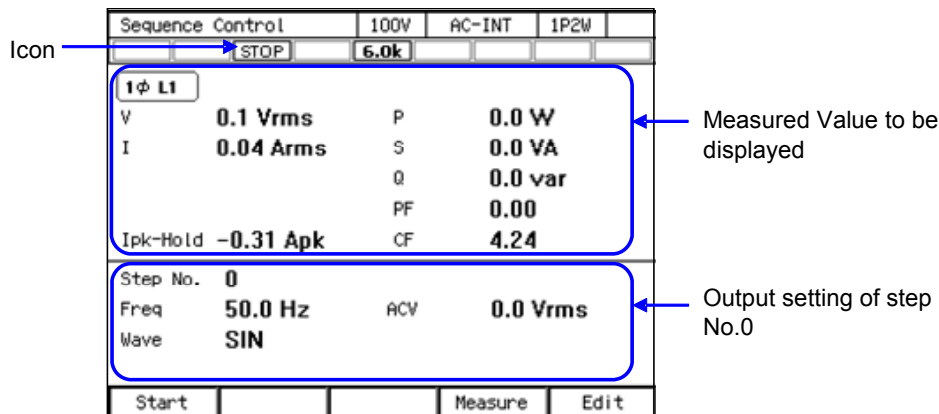 Sequence Control 100V AC-INT 1P2W
Icon STOP 6.0k
1ϕ L1
V 0.1 Vrms P 0.0 W
I 0.04 Arms S 0.0 VA
Q 0.0 var
PF 0.00
Ipk-Hold -0.31 Apk CF 4.24
Measured Value to be
displayed
Step No. 0
Freq 50.0 Hz ACV 0.0 Vrms
Wave SIN
Output setting of step
No.0
Start Measure Edit